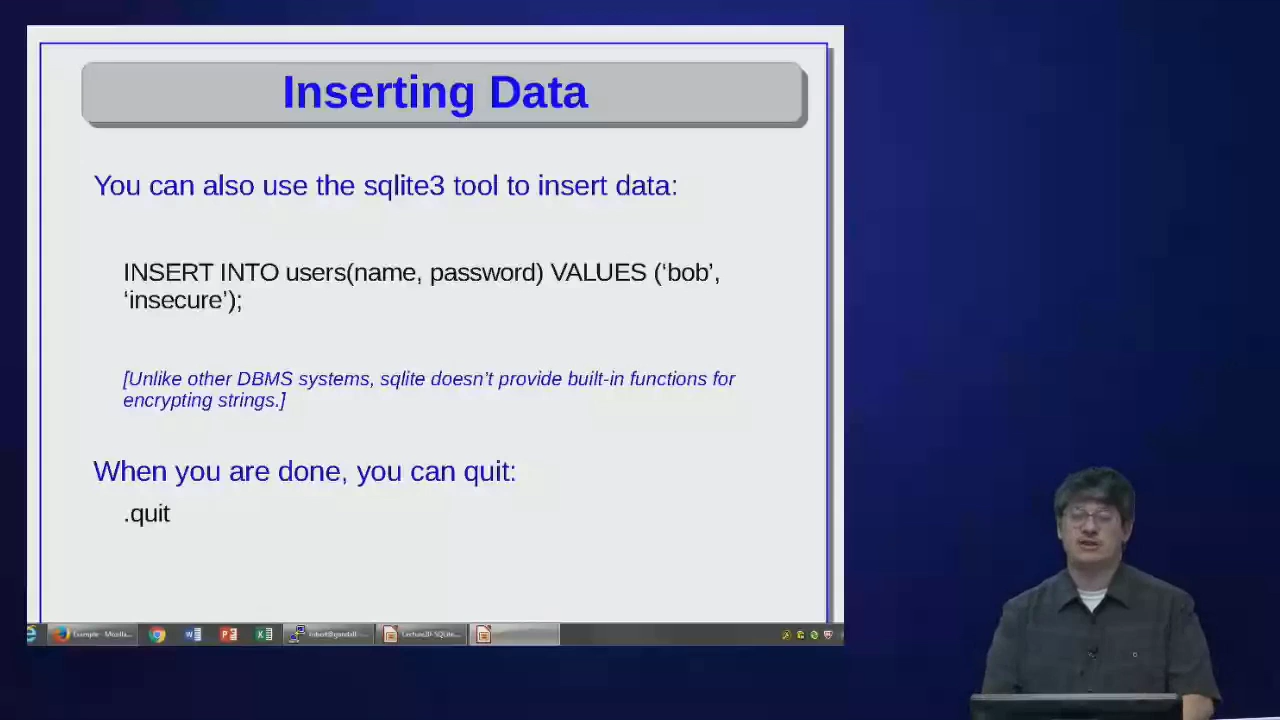 Inserting Data
You can also use the sqlite3 tool to insert data:
INSERT INTO users(name, password) VALUES (‘bob’,
‘insecure’);
[Unlike other DBMS systems, sqlite doesn’t provide built-in functions for
encrypting strings.]
When you are done, you can quit:
.quit
Example - Mozilla...